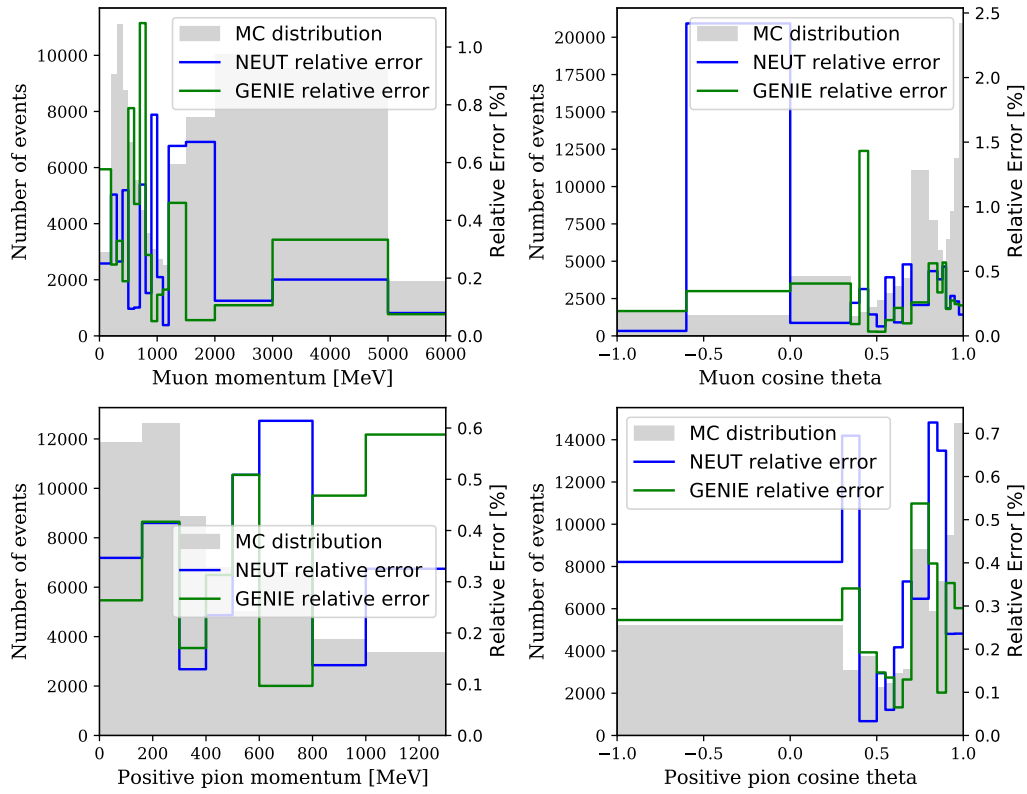 MC distribution
NEUT relative error
GENIE relative error
Number of events
Relative Error [%]
0
2000
4000
6000
8000
10000
0.0
0.2
0.4
0.6
0.8
1.0
0 1000 2000 3000 4000 5000 6000
Muon momentum [MeV]
MC distribution
NEUT relative error
GENIE relative error
Number of events
Relative Error [%]
0
2500
5000
7500
10000
12500
15000
17500
20000
0.0
0.5
1.0
1.5
2.0
2.5
−1.0 −0.5 0.0 0.5 1.0
Muon cosine theta
MC distribution
NEUT relative error
GENIE relative error
Number of events
Relative Error [%]
0
2000
4000
6000
8000
10000
12000
0.0
0.1
0.2
0.3
0.4
0.5
0.6
0 200 400 600 800 1000 1200
Positive pion momentum [MeV]
MC distribution
NEUT relative error
GENIE relative error
Number of events
Relative Error [%]
0
2000
4000
6000
8000
10000
12000
14000
0.0
0.1
0.2
0.3
0.4
0.5
0.6
0.7
−1.0 −0.5 0.0 0.5 1.0
Positive pion cosine theta